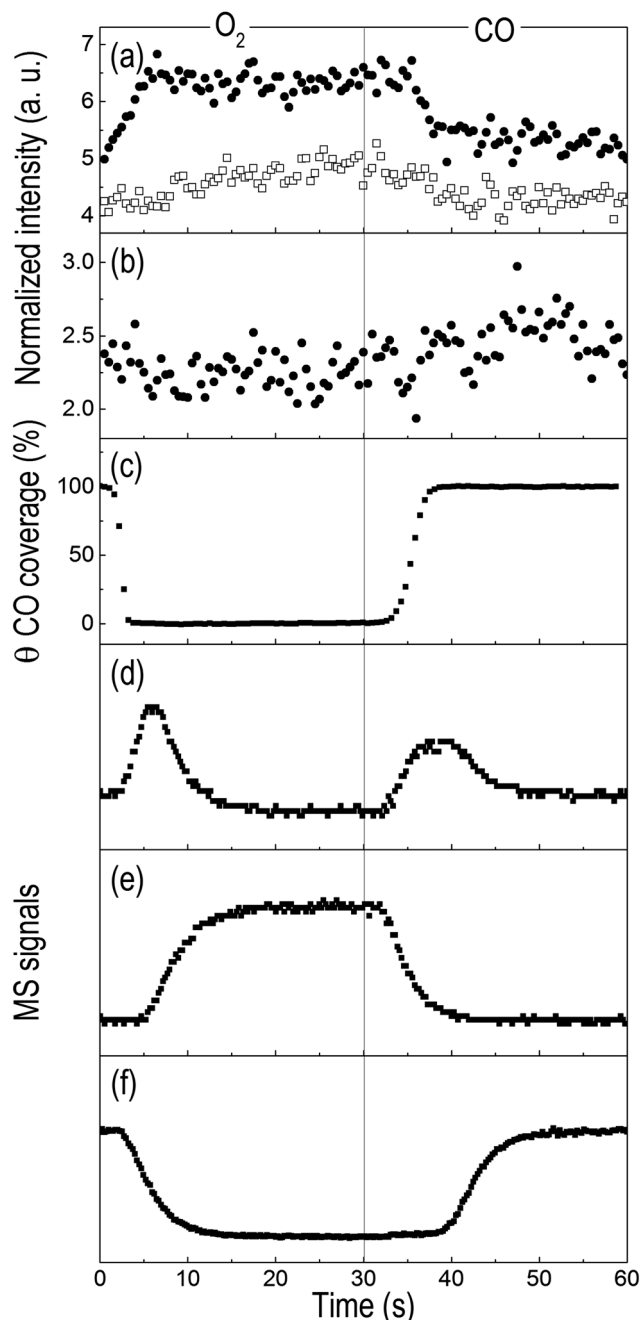 O2 CO
(a)
7
6
5
4
(b)
3.0
2.5
2.0
Normalized intensity (a. u.)
(c)
100
50
0
θ CO coverage (%)
(d)
(e)
MS signals
(f)
0 10 20 30 40 50 60
Time (s)